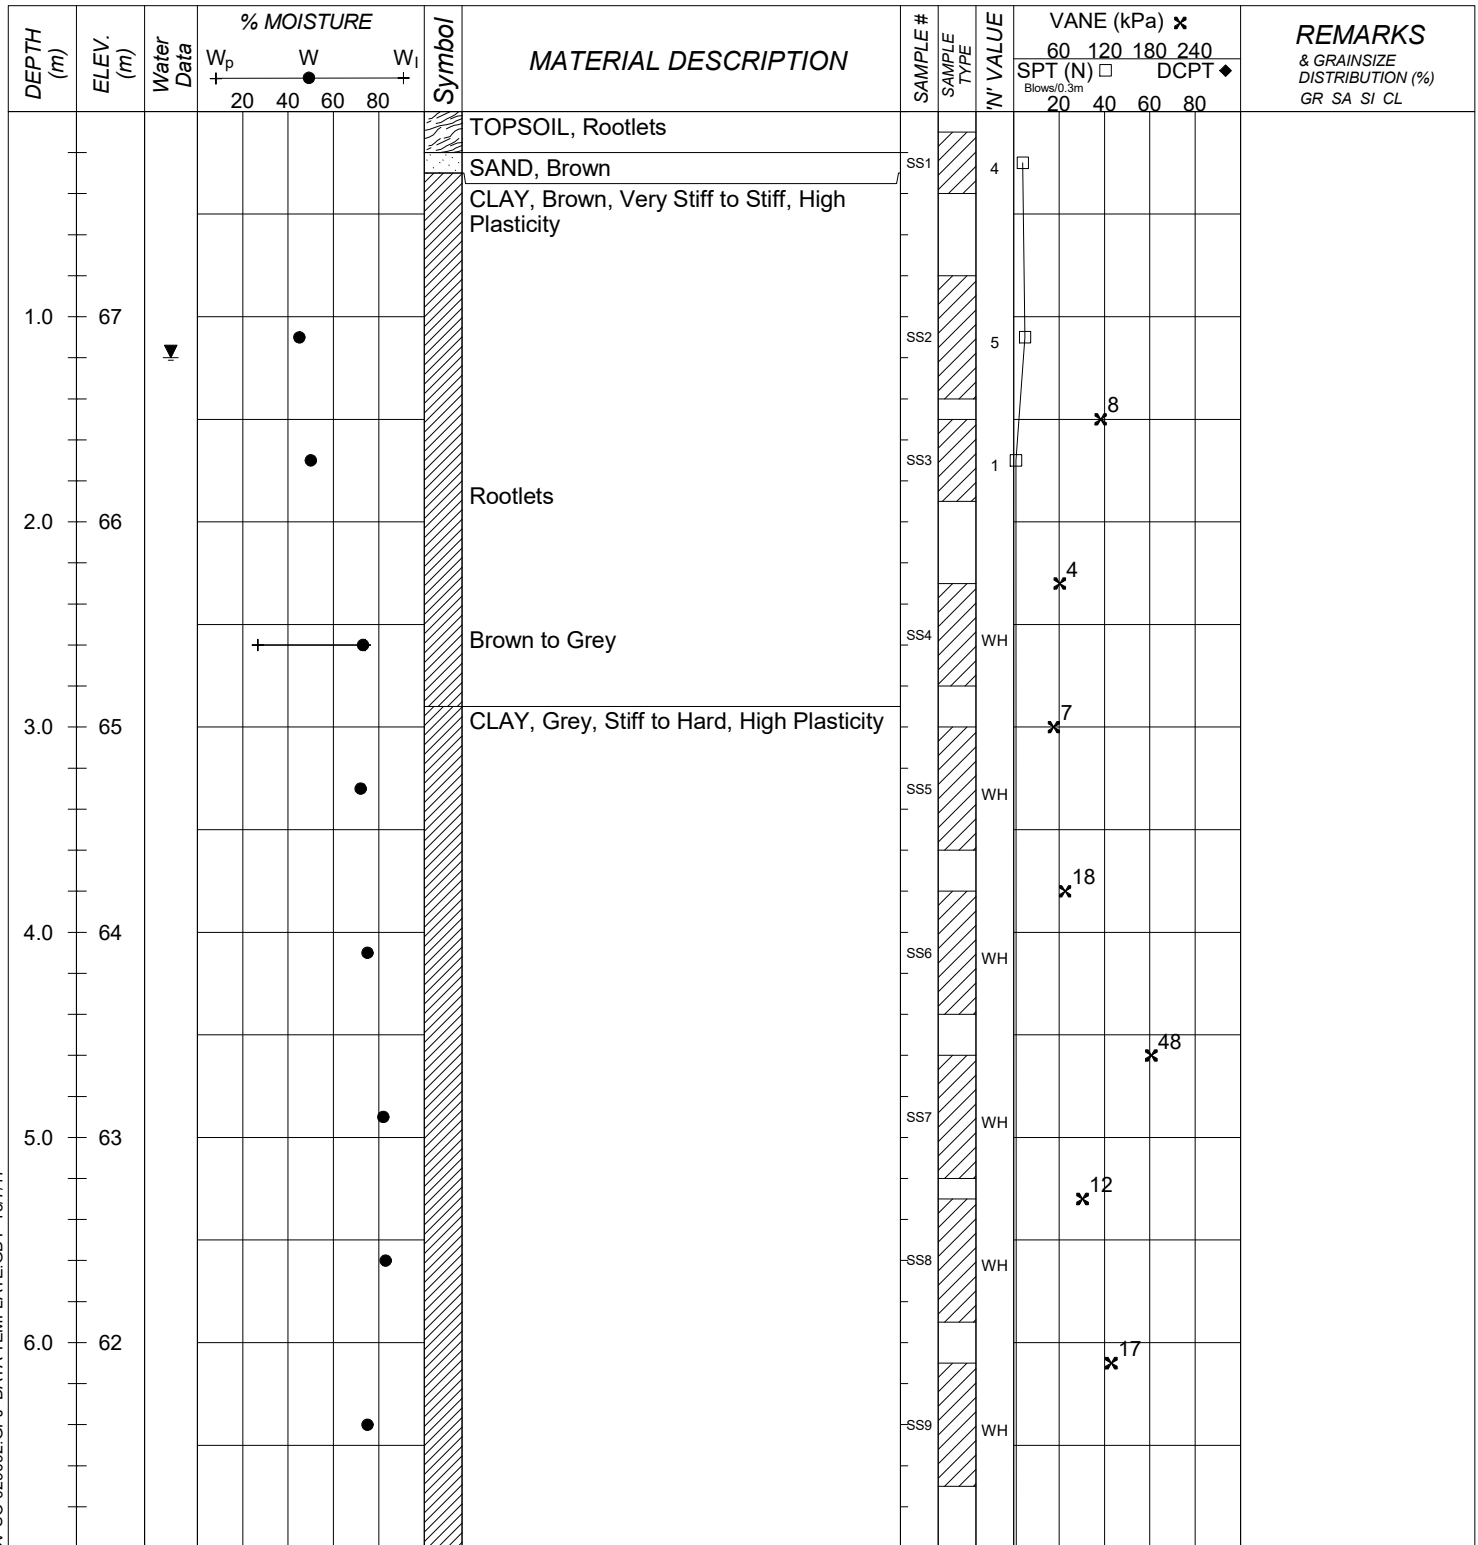 DEPTH (m)
ELEV. (m)
Water Data
% MOISTURE
Wp W Wl
20 40 60 80
Symbol
MATERIAL DESCRIPTION
SAMPLE #
SAMPLE TYPE
'N' VALUE
VANE (kPa)
60 120 180 240
SPT (N) DCPT
Blows/0.3m
20 40 60 80
REMARKS
& GRAINSIZE
DISTRIBUTION (%)
GR SA SI CL
TOPSOIL, Rootlets
SAND, Brown
SS1 4
CLAY, Brown, Very Stiff to Stiff, High
Plasticity
1.0 67
SS2 5
8
SS3 1
Rootlets
2.0 66
4
Brown to Grey
SS4 WH
3.0 65
CLAY, Grey, Stiff to Hard, High Plasticity
7
SS5 WH
18
4.0 64
SS6 WH
48
SS7 WH
5.0 63
12
SS8 WH
6.0 62
17
SS9 WH